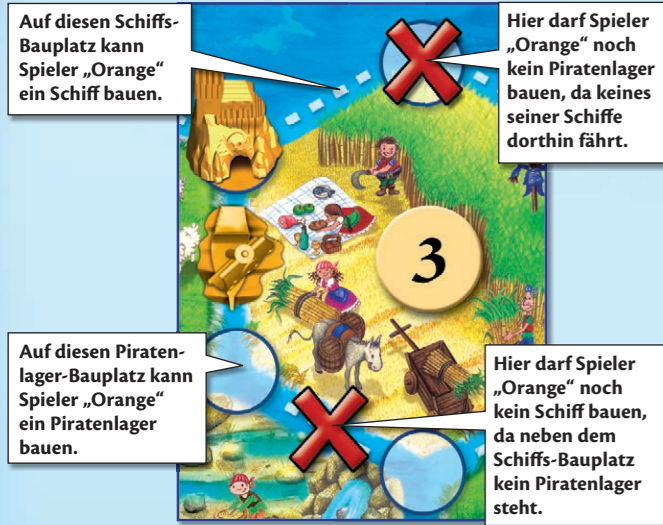 Auf diesen Schiffs-
Bauplatz kann
Spieler „Orange“
ein Schiff bauen.
Hier darf Spieler
„Orange“ noch
kein Piratenlager
bauen, da keines
seiner Schiffe
dorthin fährt.
3
Auf diesen Piraten-
lager-Bauplatz kann
Spieler „Orange“
ein Piratenlager
bauen.
Hier darf Spieler
„Orange“ noch
kein Schiff bauen,
da neben dem
Schiffs-Bauplatz
kein Piratenlager
steht.